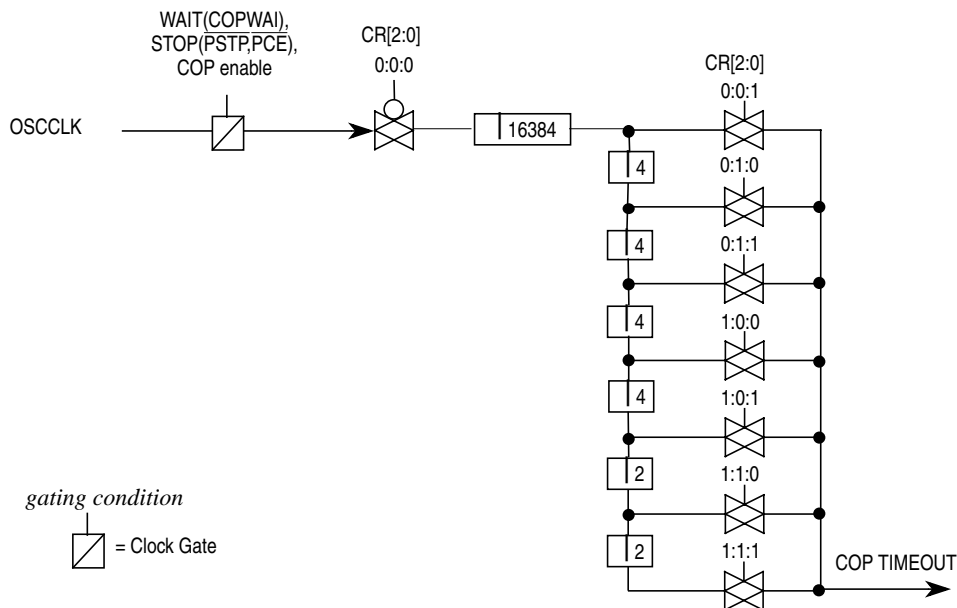 WAIT(COPWAI),
STOP(PSTP,PCE),
COP enable
CR[2:0]
0:0:0
OSCCLK
16384
CR[2:0]
0:0:1
4
0:1:0
4
0:1:1
4
1:0:0
4
1:0:1
2
1:1:0
2
1:1:1
gating condition
= Clock Gate
COP TIMEOUT